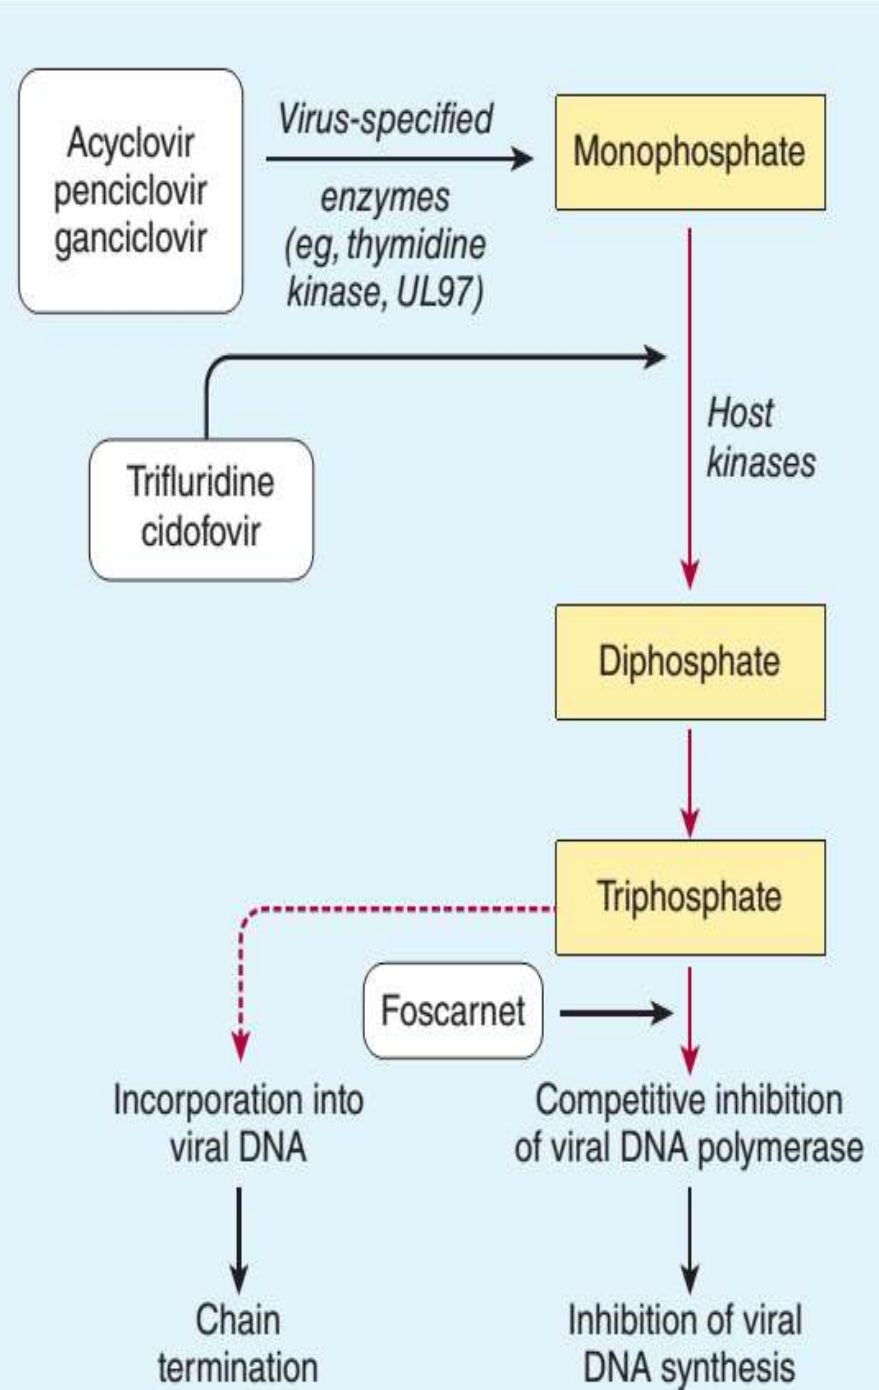 Acyclovir
penciclovir
ganciclovir
Virus-specified
enzymes
(eg, thymidine
kinase, UL97)
Monophosphate
Host
kinases
Trifluridine
cidofovir
Diphosphate
Triphosphate
Foscarnet
Incorporation into
viral DNA
Competitive inhibition
of viral DNA polymerase
Chain
termination
Inhibition of viral
DNA synthesis